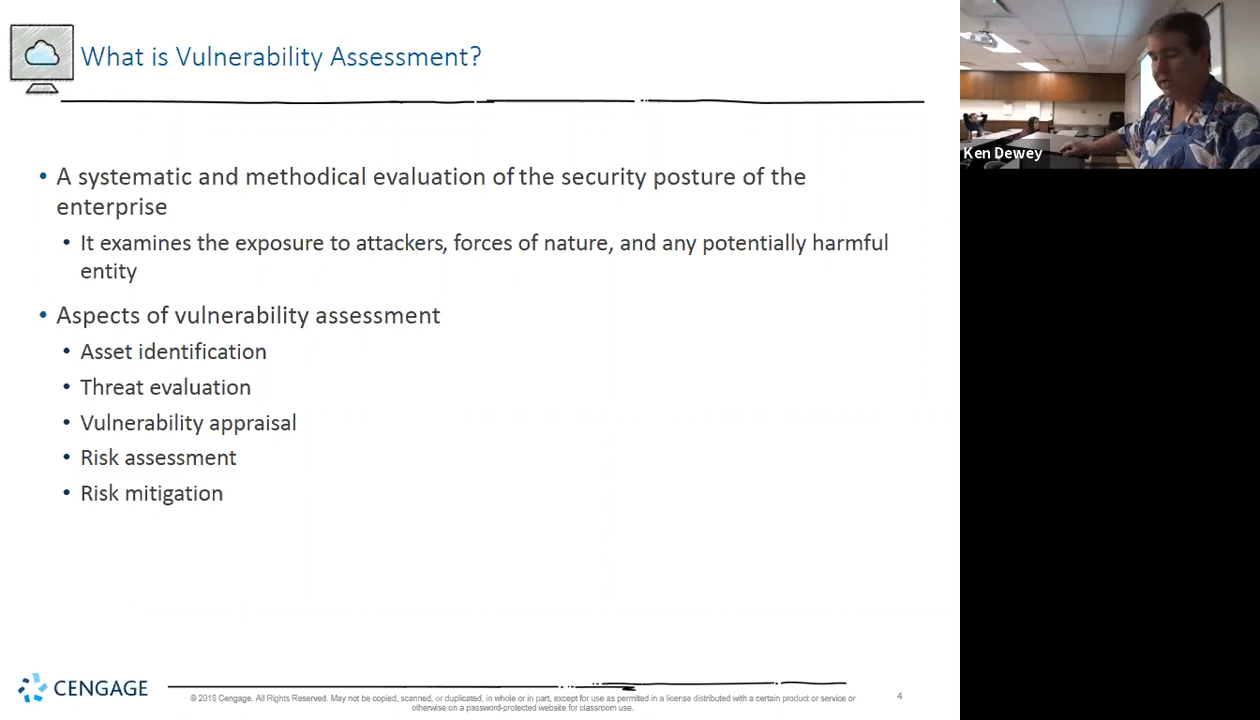 What is Vulnerability Assessment?
Ken Dewey
• A systematic and methodical evaluation of the security posture of the
enterprise
• It examines the exposure to attackers, forces of nature, and any potentially harmful
entity
• Aspects of vulnerability assessment
• Asset identification
• Threat evaluation
• Vulnerability appraisal
• Risk assessment
• Risk mitigation
CENGAGE
© 2018 Cengage. All Rights Reserved. May not be copied, scanned, or duplicated, in whole or in part, except for use as permitted in a license distributed with a certain product or service or
otherwise on a password-protected website for classroom use.
4